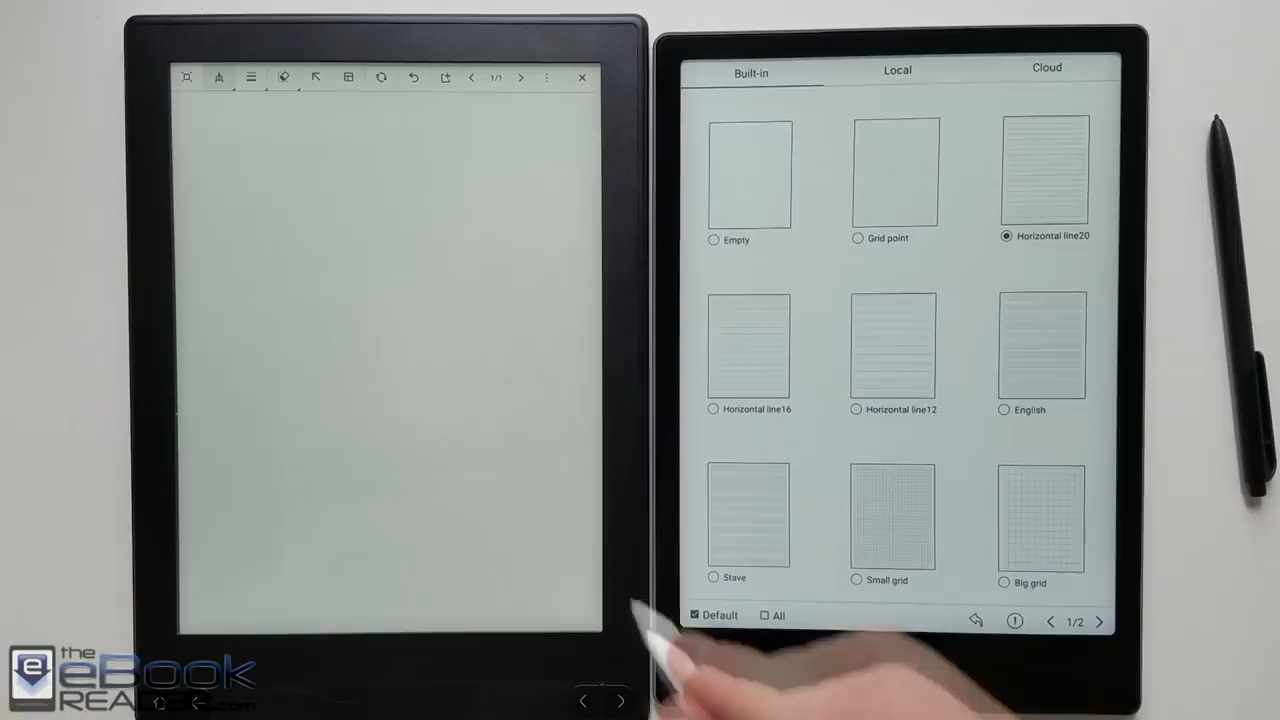 1/1
Built-in Local Cloud
Empty Grid point Horizontal line20
Horizontal line16 Horizontal line12 English
Stave Small grid Big grid
Default All 1/2
the
eBook
READER.com